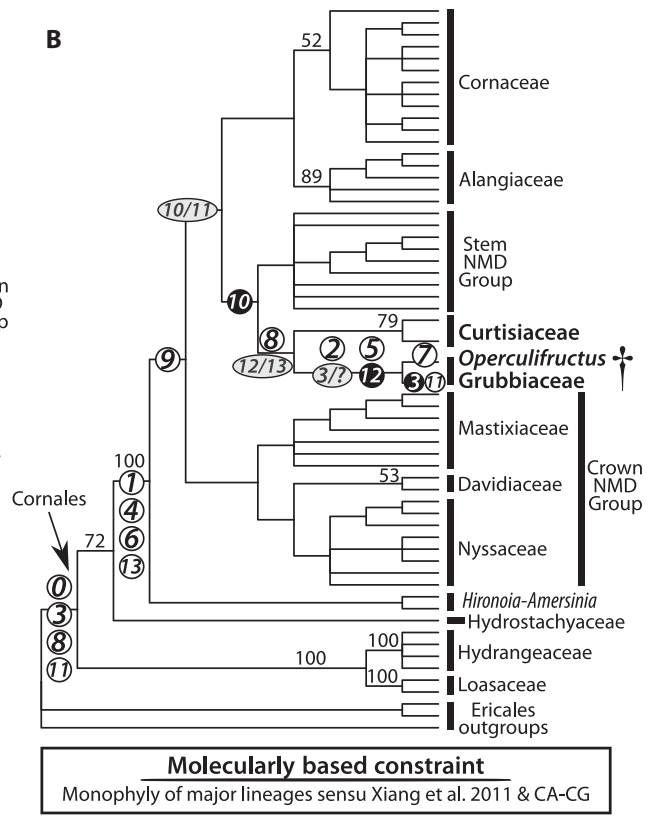 B
52
Cornaceae
89
Alangiaceae
10/11
Stem
NMD
Group
10
79
Curtisiaceae
8
2
5
7
Operculifructus †
12/13
3/?
12
3
11
Grubbiaceae
9
Mastixiaceae
Crown
NMD
Group
53
Davidiaceae
100
1
4
6
13
Cornales
72
Nyssaceae
0
3
8
11
Hironoia-Amersinia
Hydrostachyaceae
100
Hydrangeaceae
100
100
Loasaceae
Ericales
outgroups
n
p
Molecularly based constraint
Monophyly of major lineages sensu Xiang et al. 2011 & CA-CG